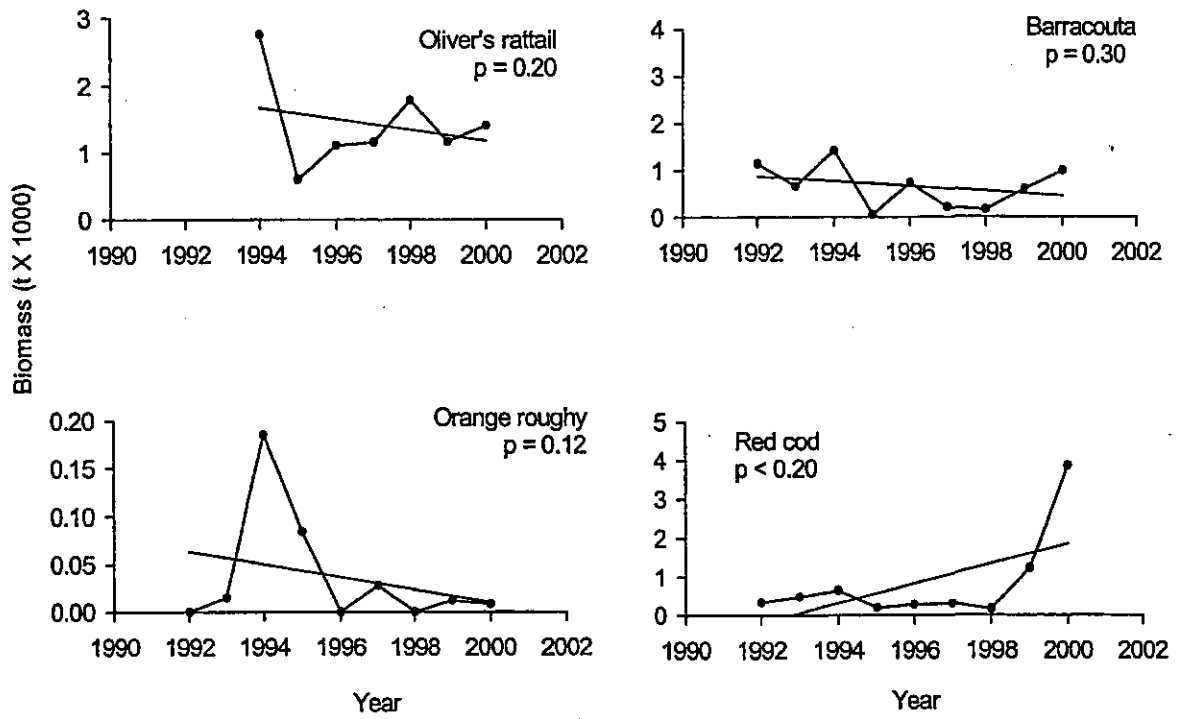 Biomass (t X 1000)
Oliver's rattail
p = 0.20
3
2
1
0
1990 1992 1994 1996 1998 2000 2002
Barracouta
p = 0.30
4
3
2
1
0
1990 1992 1994 1996 1998 2000 2002
Orange roughy
p = 0.12
0.20
0.15
0.10
0.05
0.00
1990 1992 1994 1996 1998 2000 2002
Year
Red cod
p < 0.20
5
4
3
2
1
0
1990 1992 1994 1996 1998 2000 2002
Year